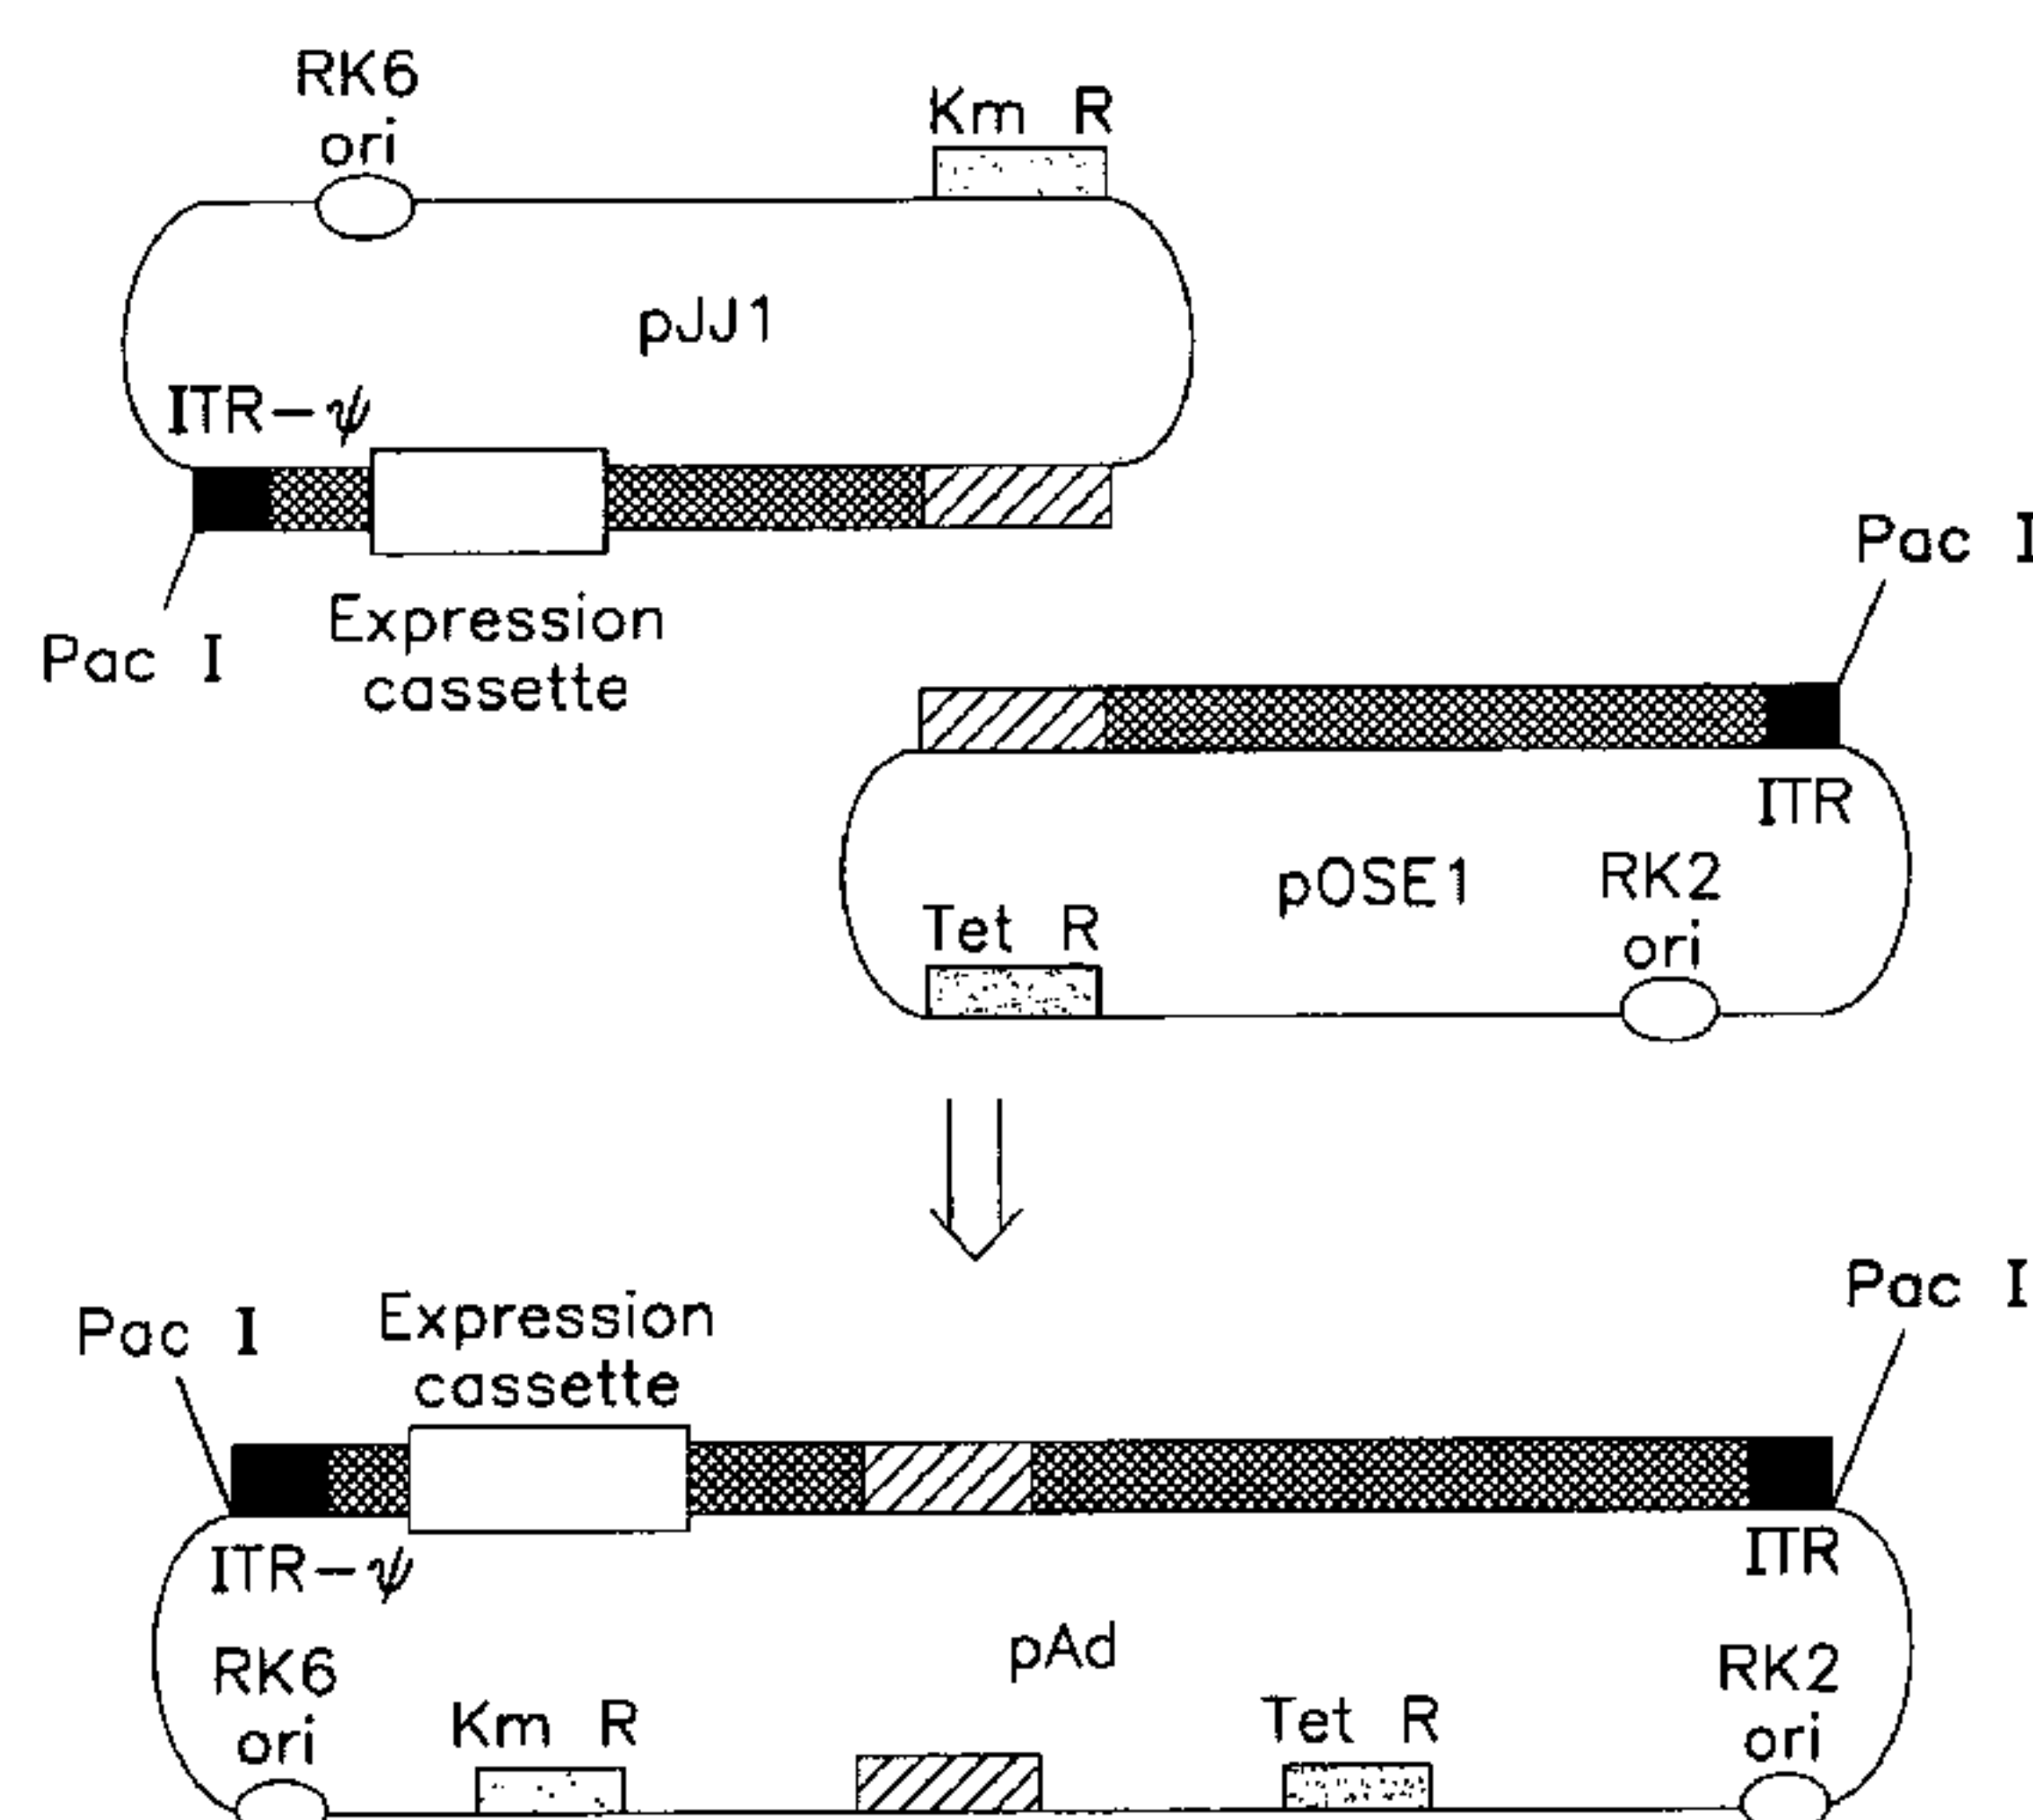 RK6
ori
Km R
pJJ1
ITR-ψ
Pac I
Expression
cassette
Pac I
ITR
pOSE1
RK2
ori
Tet R
Pac I
Expression
cassette
Pac I
ITR-ψ
ITR
pAd
RK6
ori
Km R
Tet R
RK2
ori